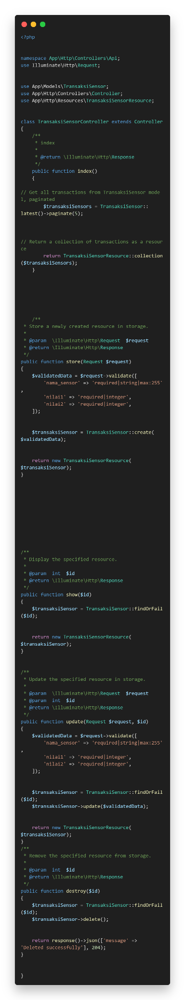 <?php
namespace App\Http\Controllers\Api;
use Illuminate\Http\Request;
use App\Models\TransaksiSensor;
use App\Http\Controllers\Controller;
use App\Http\Resources\TransaksiSensorResource;
class TransaksiSensorController extends Controller
{
    /**
     * index
     *
     * @return \Illuminate\Http\Response
     */
    public function index()
    {
// Get all transactions from TransaksiSensor mode
l, paginated
        $transaksiSensors = TransaksiSensor::
latest()->paginate(5);
// Return a collection of transactions as a resour
ce
        return TransaksiSensorResource::collection
($transaksiSensors);
    }
    /**
 * Store a newly created resource in storage.
 *
 * @param  \Illuminate\Http\Request  $request
 * @return \Illuminate\Http\Response
 */
public function store(Request $request)
{
    $validatedData = $request->validate([
        'nama_sensor' => 'required|string|max:255'
,
        'nilai1' => 'required|integer',
        'nilai2' => 'required|integer',
    ]);
    $transaksiSensor = TransaksiSensor::create(
$validatedData);
    return new TransaksiSensorResource(
$transaksiSensor);
}
/**
 * Display the specified resource.
 *
 * @param  int  $id
 * @return \Illuminate\Http\Response
 */
public function show($id)
{
    $transaksiSensor = TransaksiSensor::findOrFail
($id);
    return new TransaksiSensorResource(
$transaksiSensor);
}
/**
 * Update the specified resource in storage.
 *
 * @param  \Illuminate\Http\Request  $request
 * @param  int  $id
 * @return \Illuminate\Http\Response
 */
public function update(Request $request, $id)
{
    $validatedData = $request->validate([
        'nama_sensor' => 'required|string|max:255'
,
        'nilai1' => 'required|integer',
        'nilai2' => 'required|integer',
    ]);
    $transaksiSensor = TransaksiSensor::findOrFail
($id);
    $transaksiSensor->update($validatedData);
    return new TransaksiSensorResource(
$transaksiSensor);
}
/**
 * Remove the specified resource from storage.
 *
 * @param  int  $id
 * @return \Illuminate\Http\Response
 */
public function destroy($id)
{
    $transaksiSensor = TransaksiSensor::findOrFail
($id);
    $transaksiSensor->delete();
    return response()->json(['message' =>
'Deleted successfully'], 204);
}
}